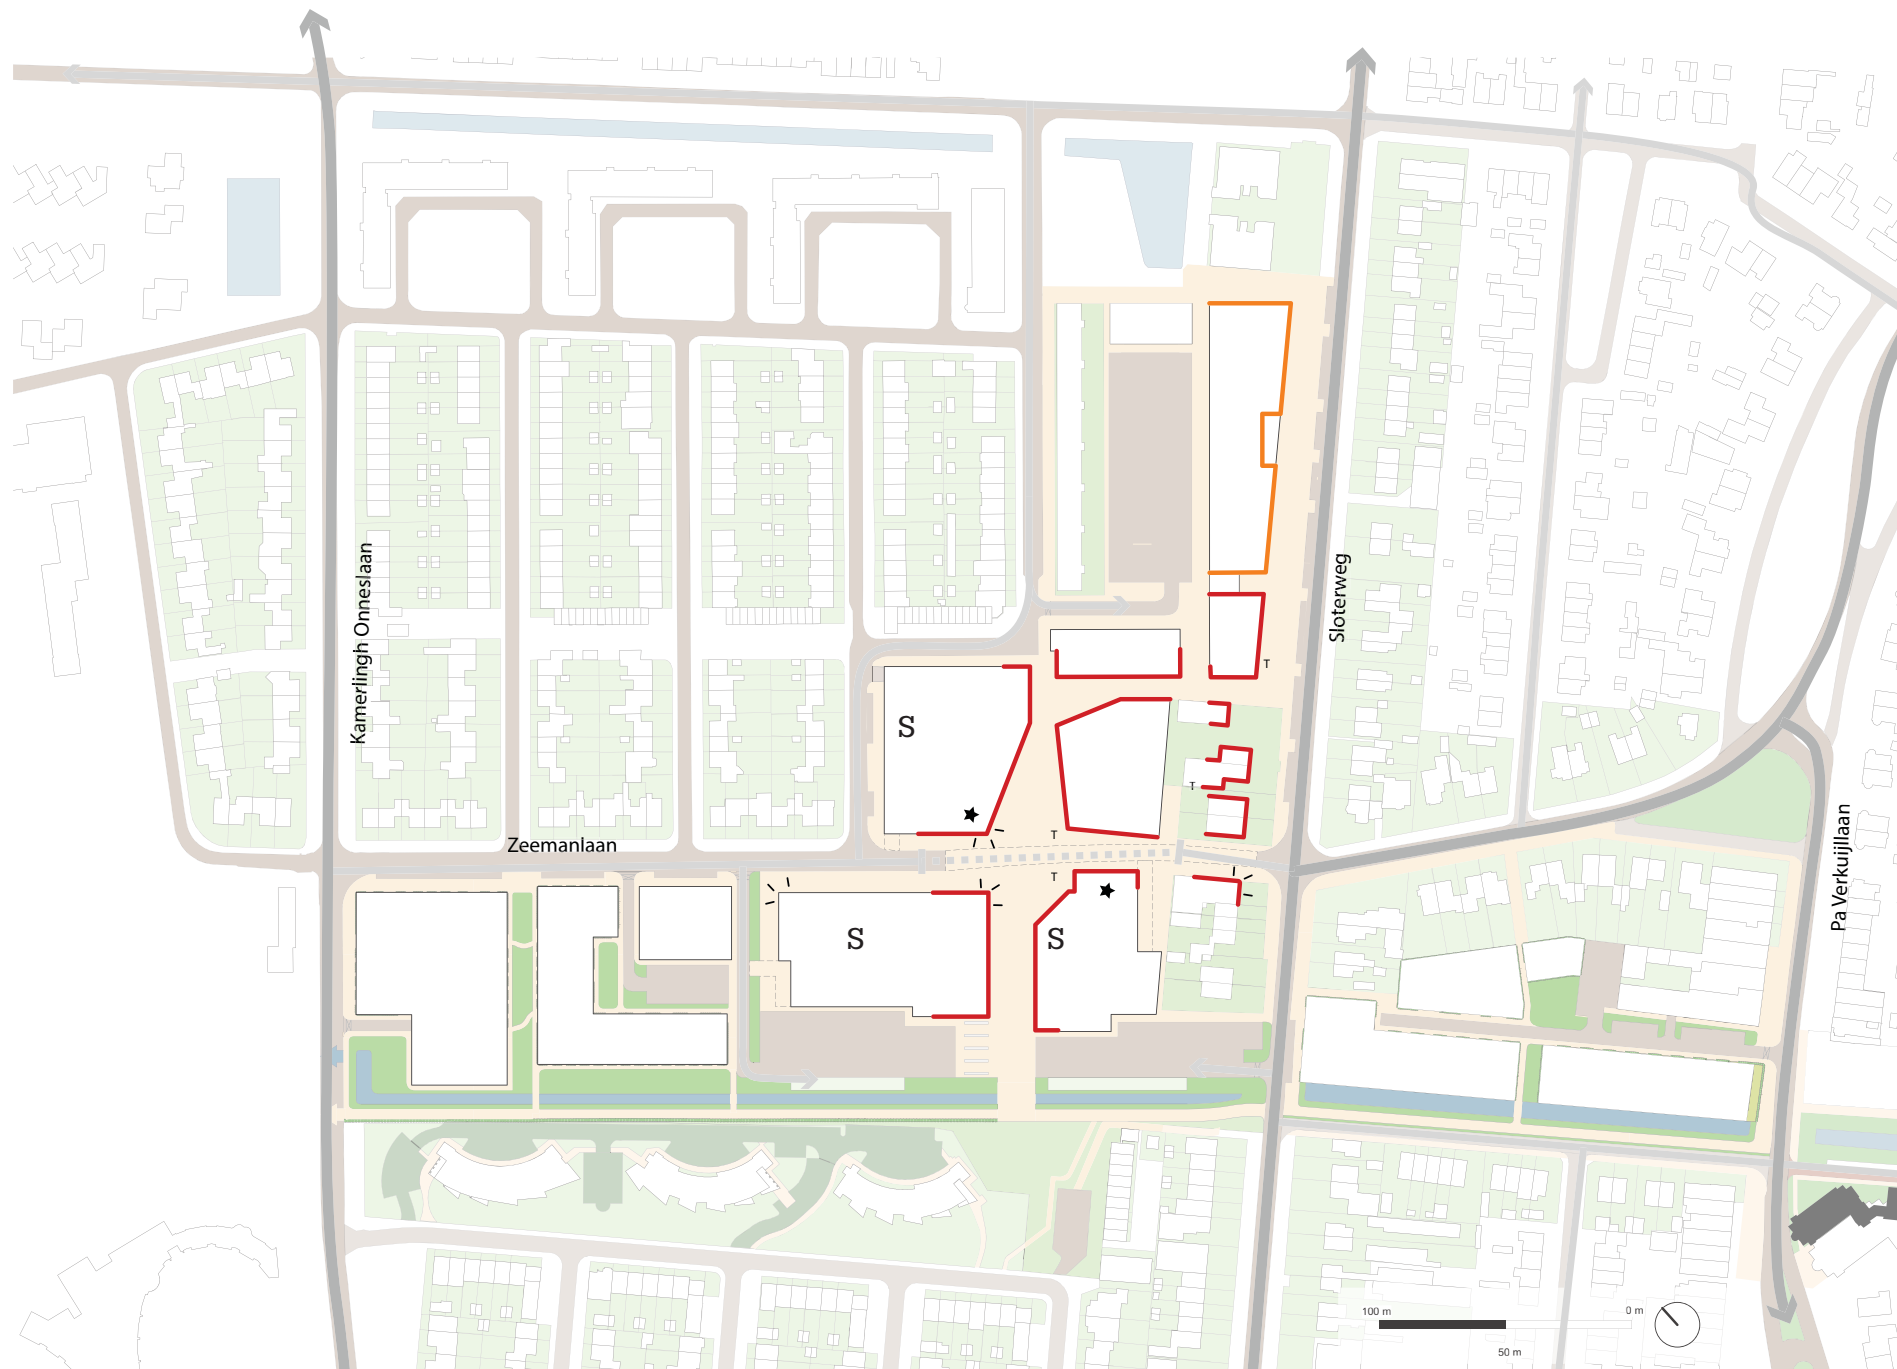 Kamerlingh Onneslaan
Sloterweg
T
S
T
T
Zeemanlaan
Pa Verkuijllaan
T
S
S
100 m
0 m
50 m